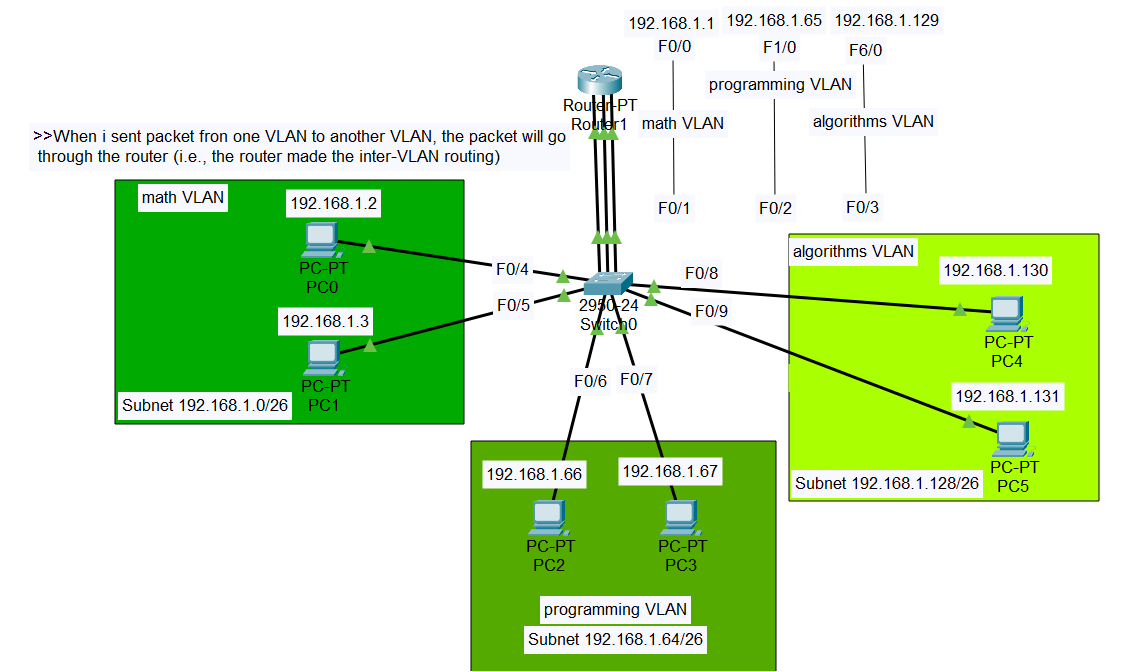 192.168.1.1
192.168.1.65
192.168.1.129
F0/0
F1/0
F6/0
programming VLAN
math VLAN
algorithms VLAN
F0/1
F0/2
F0/3
Router-PT
Router1
>>When i sent packet fron one VLAN to another VLAN, the packet will go
through the router (i.e., the router made the inter-VLAN routing)
math VLAN
192.168.1.2
PC-PT
PC0
192.168.1.3
PC-PT
PC1
Subnet 192.168.1.0/26
F0/4
F0/5
2950-24
Switch0
F0/8
F0/9
F0/6
F0/7
algorithms VLAN
192.168.1.130
PC-PT
PC4
192.168.1.131
PC-PT
PC5
Subnet 192.168.1.128/26
192.168.1.66
192.168.1.67
PC-PT
PC2
PC-PT
PC3
programming VLAN
Subnet 192.168.1.64/26